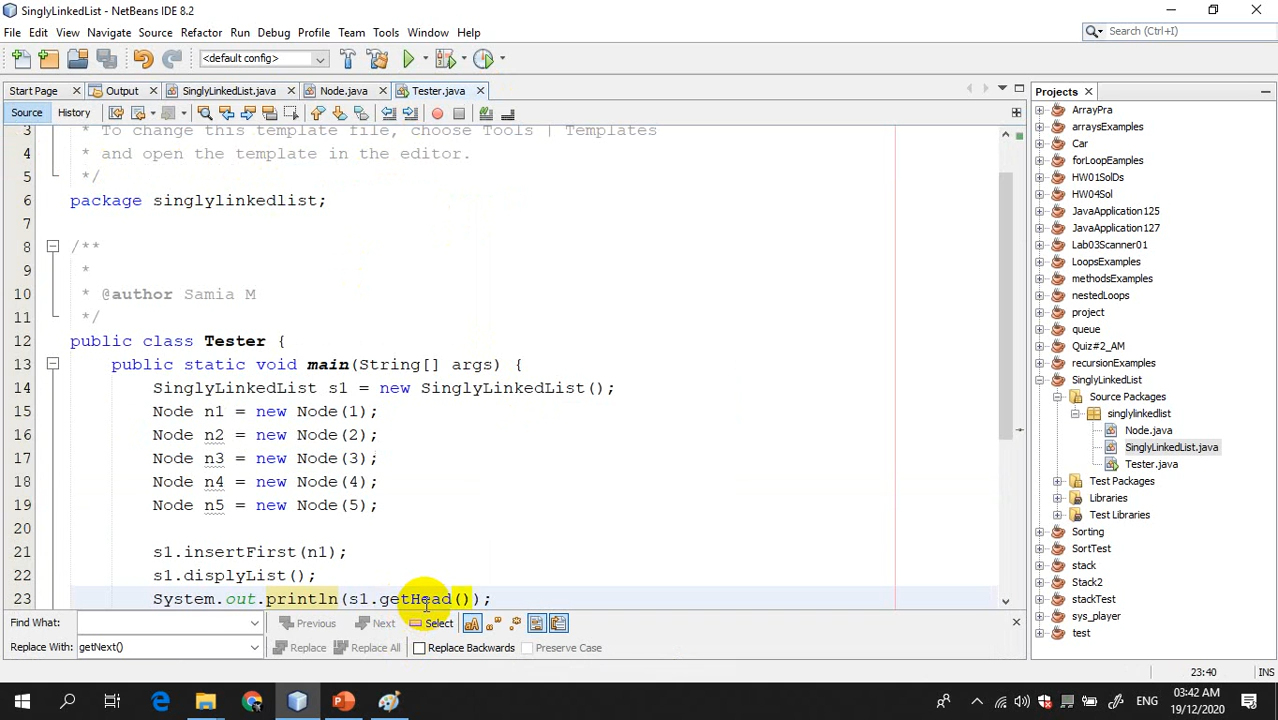 SinglyLinkedList - NetBeans IDE 8.2
File Edit View Navigate Source Refactor Run Debug Profile Team Tools Window Help
Search (Ctrl+I)
<default config>
Start Page Output SinglyLinkedList.java Node.java Tester.java
Source History
3 * To change this template file, choose Tools | Templates
4 * and open the template in the editor.
5 */
6 package singlylinkedlist;
7
8 /**
9 *
10 * @author Samia M
11 */
12 public class Tester {
13 public static void main(String[] args) {
14 SinglyLinkedList s1 = new SinglyLinkedList();
15 Node n1 = new Node(1);
16 Node n2 = new Node(2);
17 Node n3 = new Node(3);
18 Node n4 = new Node(4);
19 Node n5 = new Node(5);
20
21 s1.insertFirst(n1);
22 s1.displyList();
23 System.out.println(s1.getHead());
Find What: Previous Next Select
Replace With: getNext() Replace Replace All Replace Backwards Preserve Case
Projects
ArrayPra
arraysExamples
Car
forLoopEamples
HW01SolDs
HW04Sol
JavaApplication125
JavaApplication127
Lab03Scanner01
LoopsExamples
methodsExamples
nestedLoops
project
queue
Quiz#2_AM
recursionExamples
SinglyLinkedList
Source Packages
singlylinkedlist
Node.java
SinglyLinkedList.java
Tester.java
Test Packages
Libraries
Test Libraries
Sorting
SortTest
stack
Stack2
stackTest
sys_player
test
23:40 INS
ENG
03:42 AM
19/12/2020